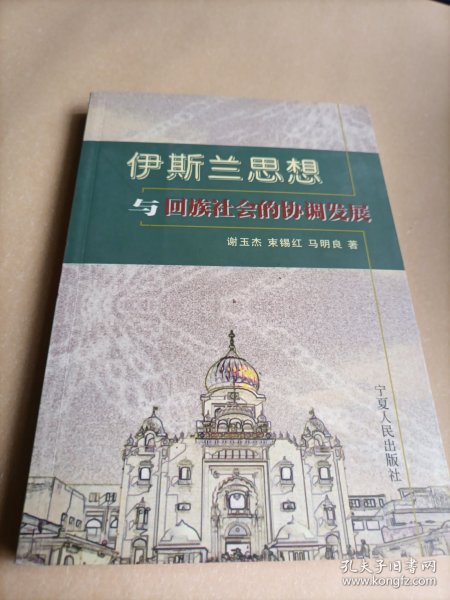 伊斯兰思想
与 回族社会的协调发展
谢玉杰 束锡红 马明良 著
宁夏人民出版社
孔夫子旧书网
www.kongfz.com